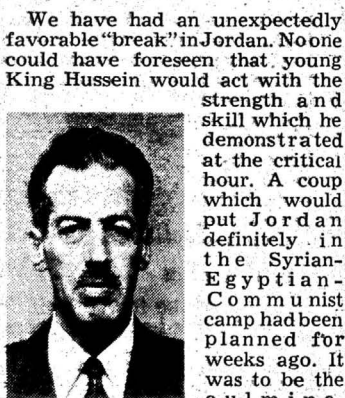 We have had an unexpectedly
favorable "break" in Jordan. No one
could have foreseen that young
King Hussein would act with the
strength and
skill which he
demonstrated
at the critical
hour. A coup
which would
put Jordan
definitely in
the Syrian-
Egyptian-
Communist
camp had been
planned for
weeks ago. It
was to be the
culmina-